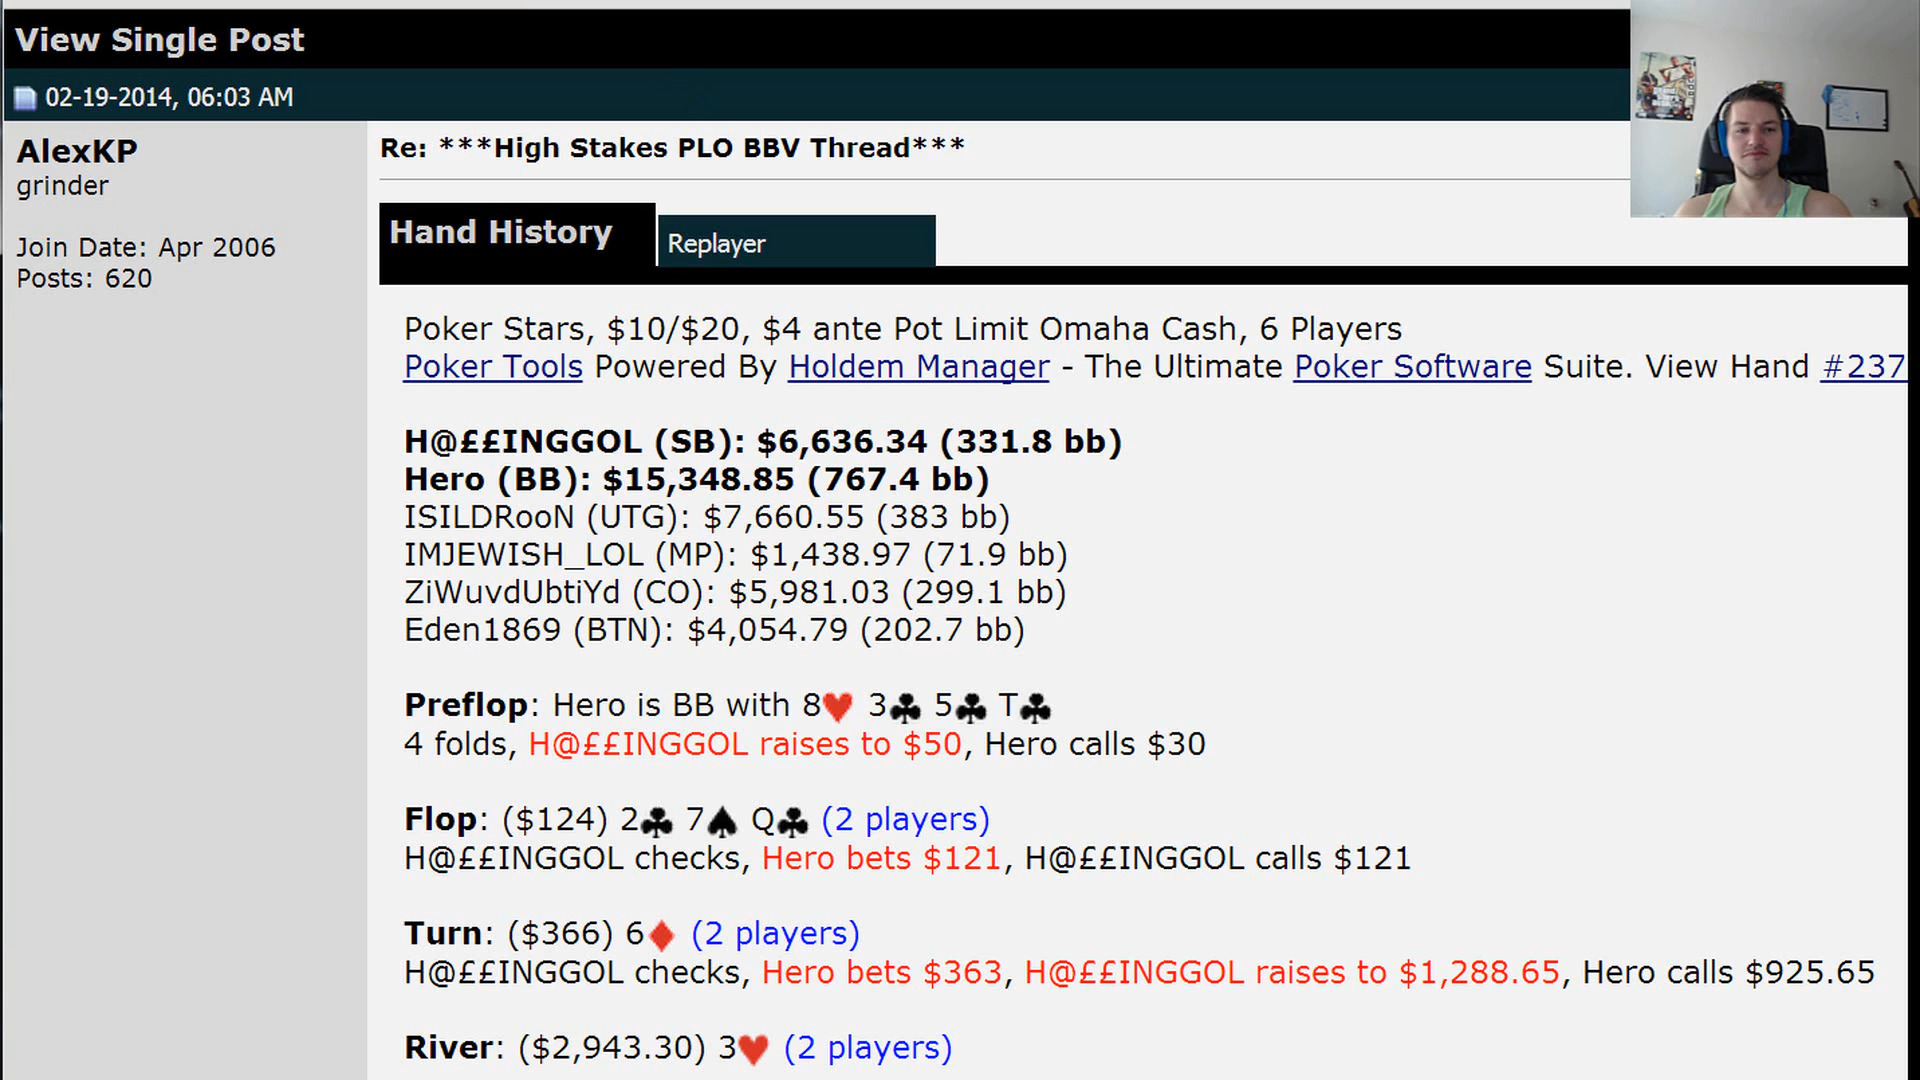 View Single Post
02-19-2014, 06:03 AM
AlexKP
grinder
Join Date: Apr 2006
Posts: 620
Re: ***High Stakes PLO BBV Thread***
Hand History
Replayer
Poker Stars, $10/$20, $4 ante Pot Limit Omaha Cash, 6 Players
Poker Tools Powered By Holdem Manager - The Ultimate Poker Software Suite. View Hand #237
H@££INGGOL (SB): $6,636.34 (331.8 bb)
Hero (BB): $15,348.85 (767.4 bb)
ISILDRooN (UTG): $7,660.55 (383 bb)
IMJEWISH_LOL (MP): $1,438.97 (71.9 bb)
ZiWuvdUbtiYd (CO): $5,981.03 (299.1 bb)
Eden1869 (BTN): $4,054.79 (202.7 bb)
Preflop: Hero is BB with 8♥ 3♣ 5♣ T♣
4 folds, H@££INGGOL raises to $50, Hero calls $30
Flop: ($124) 2♣ 7♠ Q♣ (2 players)
H@££INGGOL checks, Hero bets $121, H@££INGGOL calls $121
Turn: ($366) 6♦ (2 players)
H@££INGGOL checks, Hero bets $363, H@££INGGOL raises to $1,288.65, Hero calls $925.65
River: ($2,943.30) 3♥ (2 players)